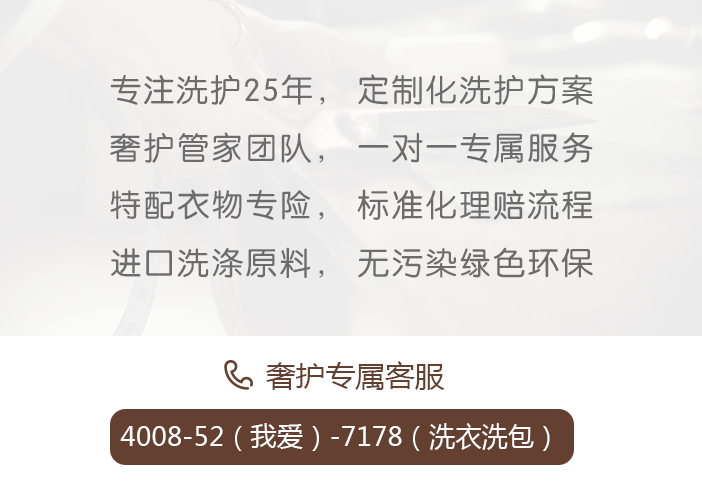 专注洗护25年， 定制化洗护方案
奢护管家团队， 一对一专属服务
特配衣物专险， 标准化理赔流程
进口洗涤原料， 无污染绿色环保
奢护专属客服
4008-52（我爱）-7178（洗衣洗包）